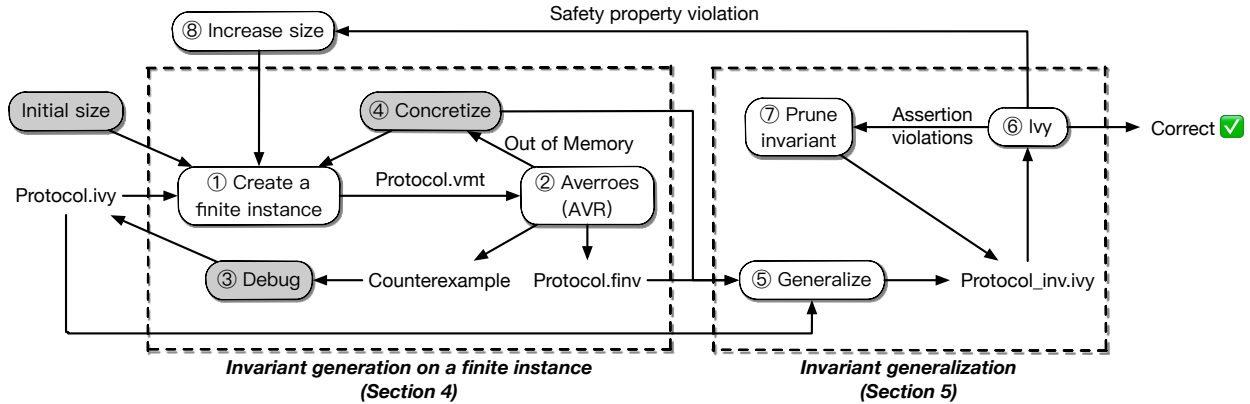 Safety property violation
⑧ Increase size
Initial size
④ Concretize
⑦ Prune
invariant
Assertion
violations
⑥ Ivy
Correct ✅
Out of Memory
Protocol.ivy
① Create a
finite instance
Protocol.vmt
② Averroes
(AVR)
③ Debug
Counterexample
Protocol.finv
⑤ Generalize
Protocol_inv.ivy
Invariant generation on a finite instance
(Section 4)
Invariant generalization
(Section 5)